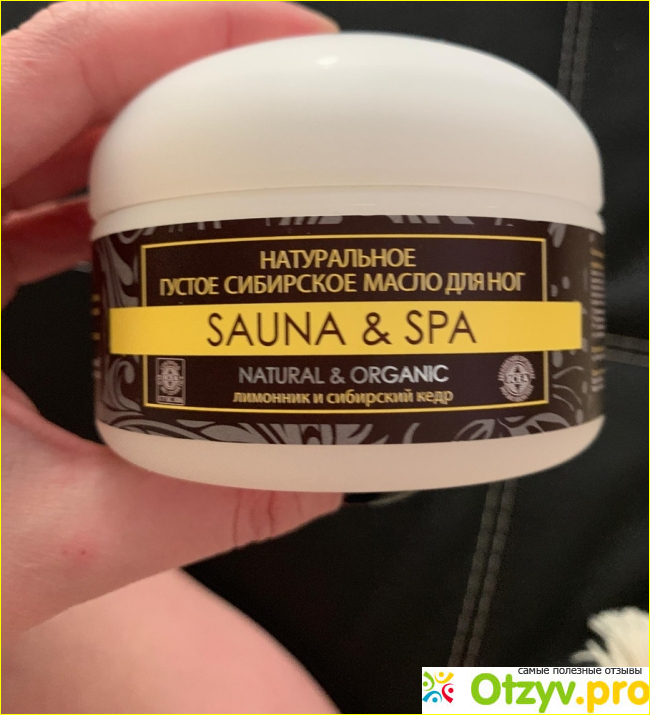 НАТУРАЛЬНОЕ
ГУСТОЕ СИБИРСКОЕ МАСЛО ДЛЯ НОГ
SAUNA & SPA
NATURAL & ORGANIC
лимонник и сибирский кедр
самые полезные отзывы
Otzyv.pro